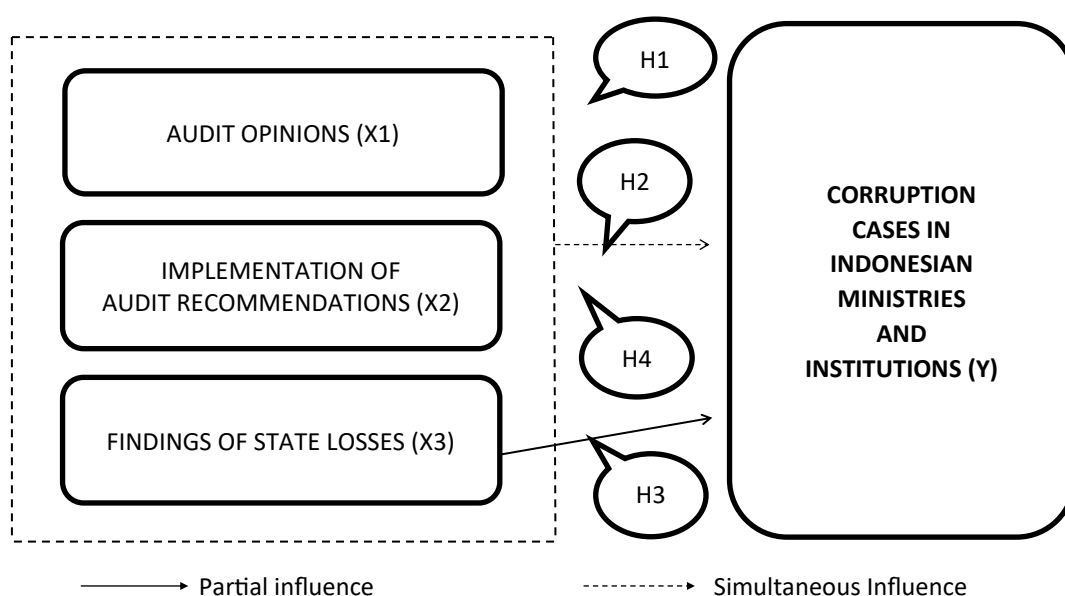 AUDIT OPINIONS (X1)
IMPLEMENTATION OF
AUDIT RECOMMENDATIONS (X2)
FINDINGS OF STATE LOSSES (X3)
H1
H2
H4
H3
CORRUPTION
CASES IN
INDONESIAN
MINISTRIES
AND
INSTITUTIONS (Y)
Partial influence
Simultaneous Influence